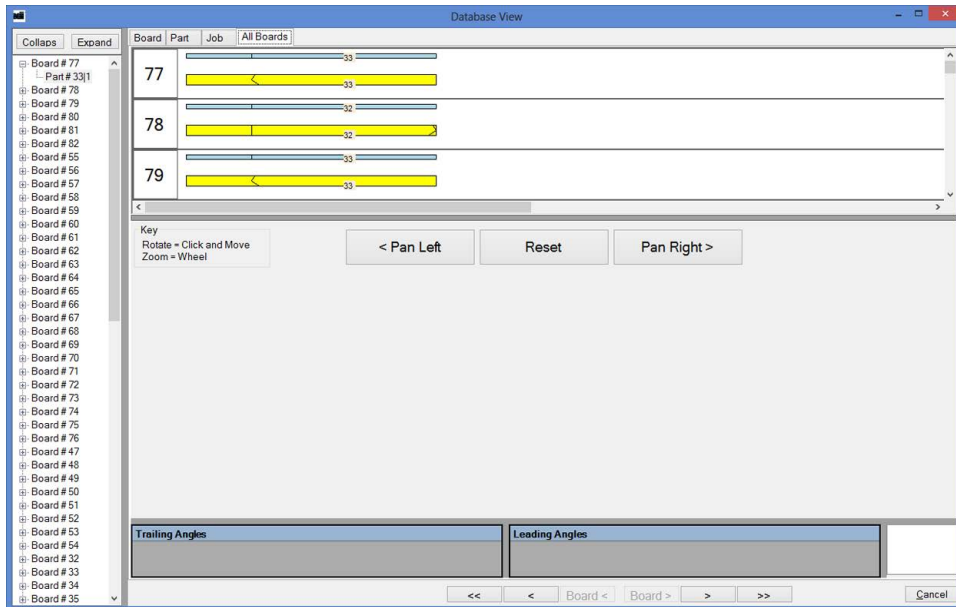 Database View
Collaps Expand
Board Part Job All Boards
Board # 77
Part # 33|1
Board # 78
Board # 79
Board # 80
Board # 81
Board # 82
Board # 55
Board # 56
Board # 57
Board # 58
Board # 59
Board # 60
Board # 61
Board # 62
Board # 63
Board # 64
Board # 65
Board # 66
Board # 67
Board # 68
Board # 69
Board # 70
Board # 71
Board # 72
Board # 73
Board # 74
Board # 75
Board # 76
Board # 47
Board # 48
Board # 49
Board # 50
Board # 51
Board # 52
Board # 53
Board # 54
Board # 32
Board # 33
Board # 34
Board # 35
33
77
33
32
78
32
33
79
33
Key
Rotate = Click and Move
Zoom = Wheel
< Pan Left Reset Pan Right >
Trailing Angles Leading Angles
<< < Board < Board > > >> Cancel